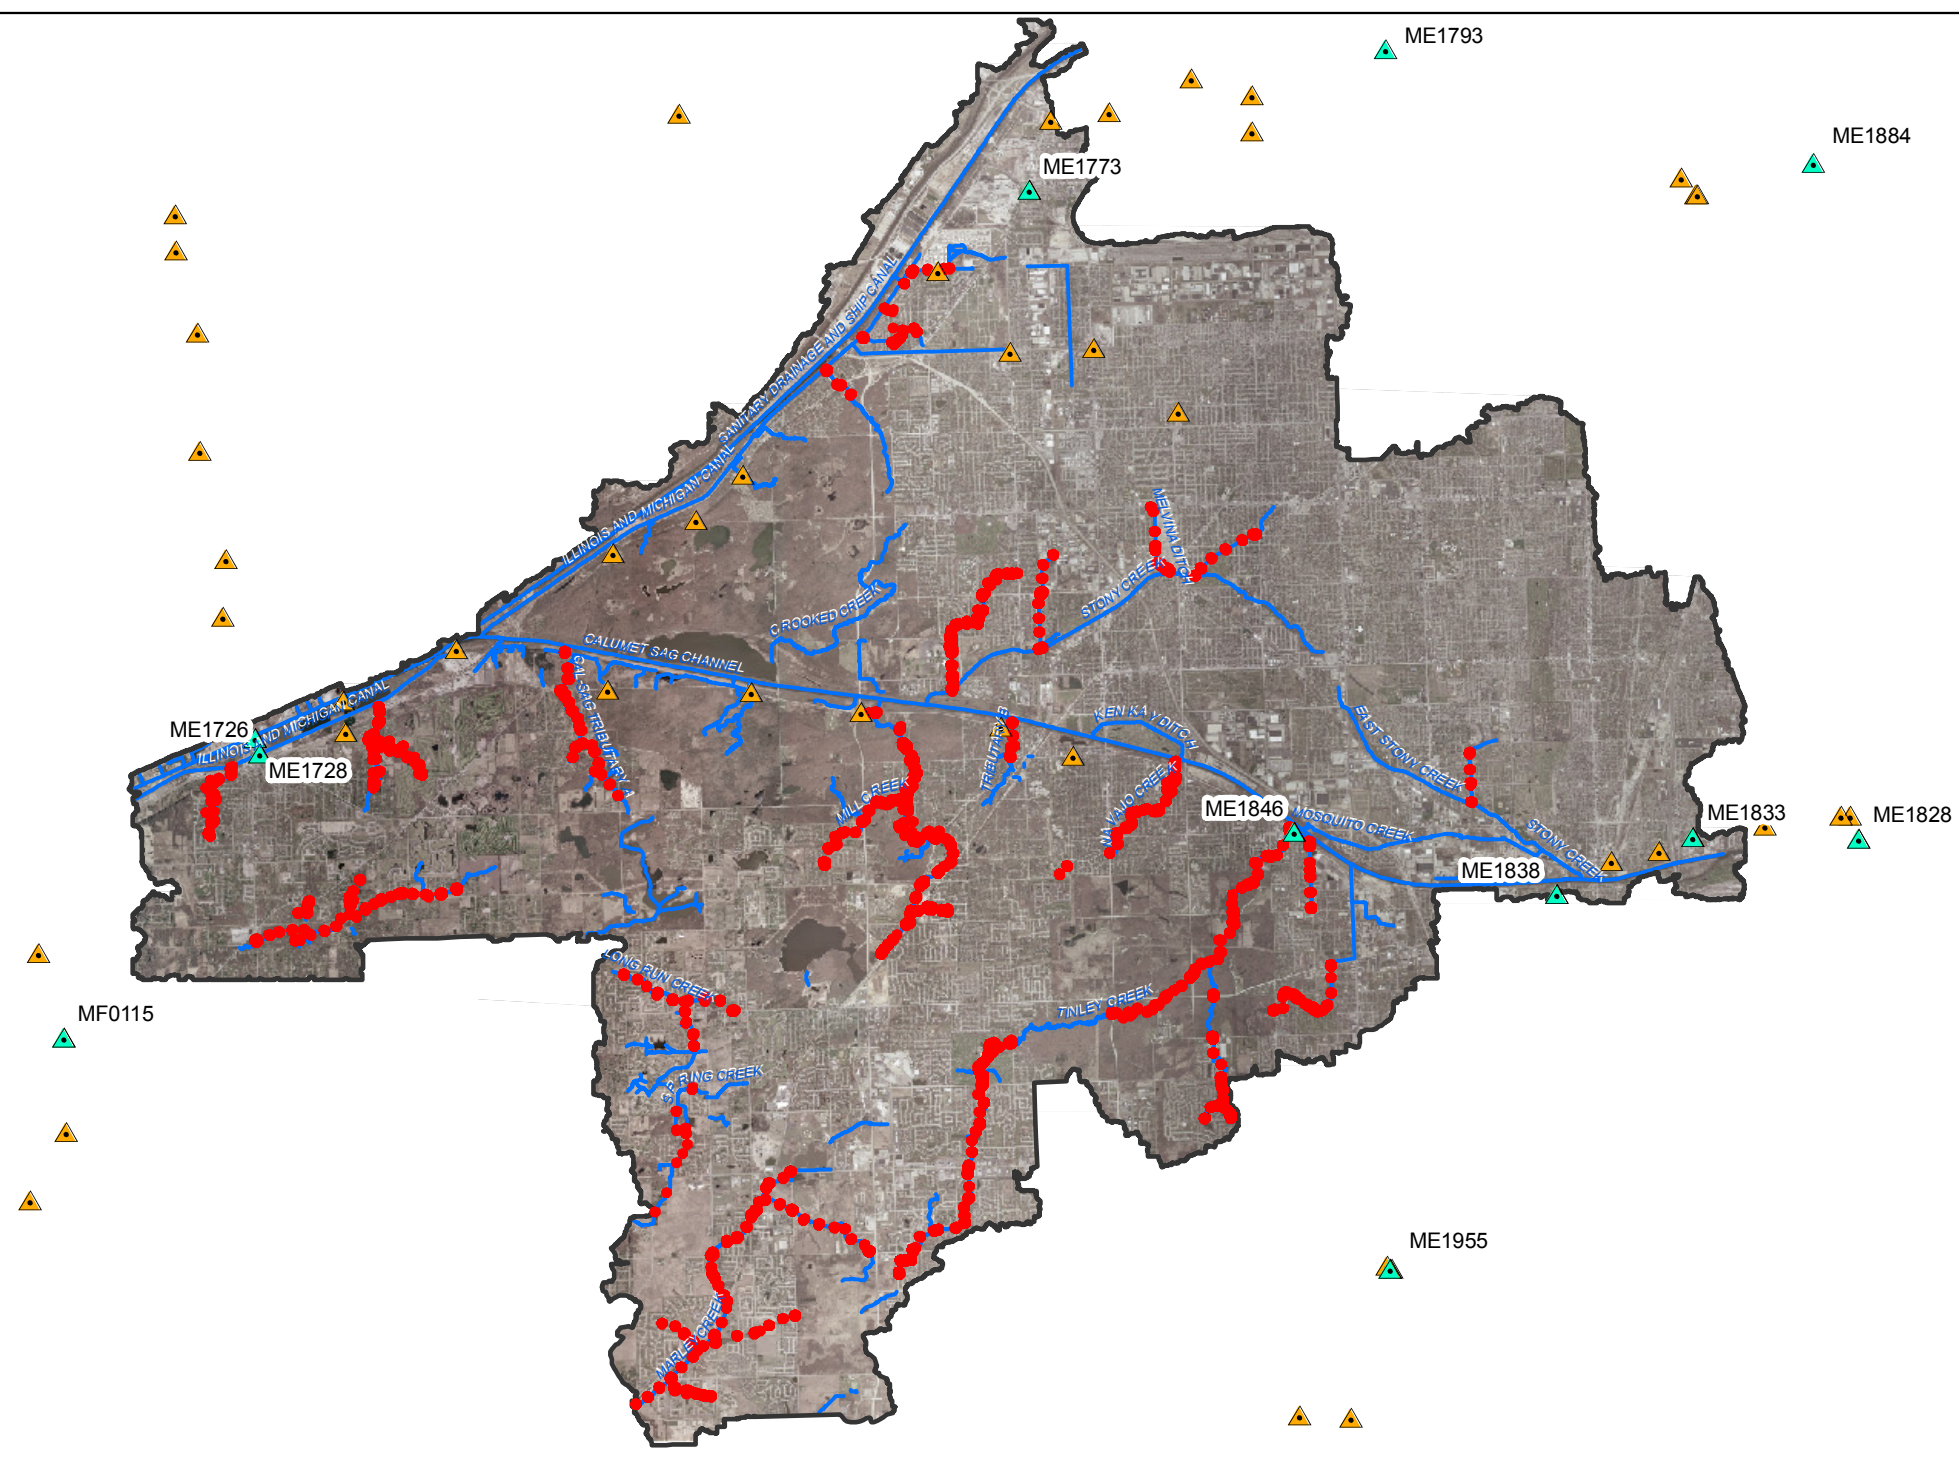 ME1793
ME1884
ME1773
SANITARY DRAINAGE AND SHIP CANAL
ILLINOIS AND MICHIGAN CANAL
MELVINA DITCH
STONY CREEK
CROOKED CREEK
CALUMET SAG CHANNEL
CAL-SAG TRIBUTARY A
ILLINOIS AND MICHIGAN CANAL
ME1726
ME1728
TRIBUTARY B
KEN KAY DITCH
EAST STONY CREEK
MILL CREEK
NAVAJO CREEK
ME1846
MOSQUITO CREEK
STONY CREEK
ME1833
ME1828
ME1838
LONG RUN CREEK
TINLEY CREEK
MF0115
SPRING CREEK
ME1955
MARLEY CREEK